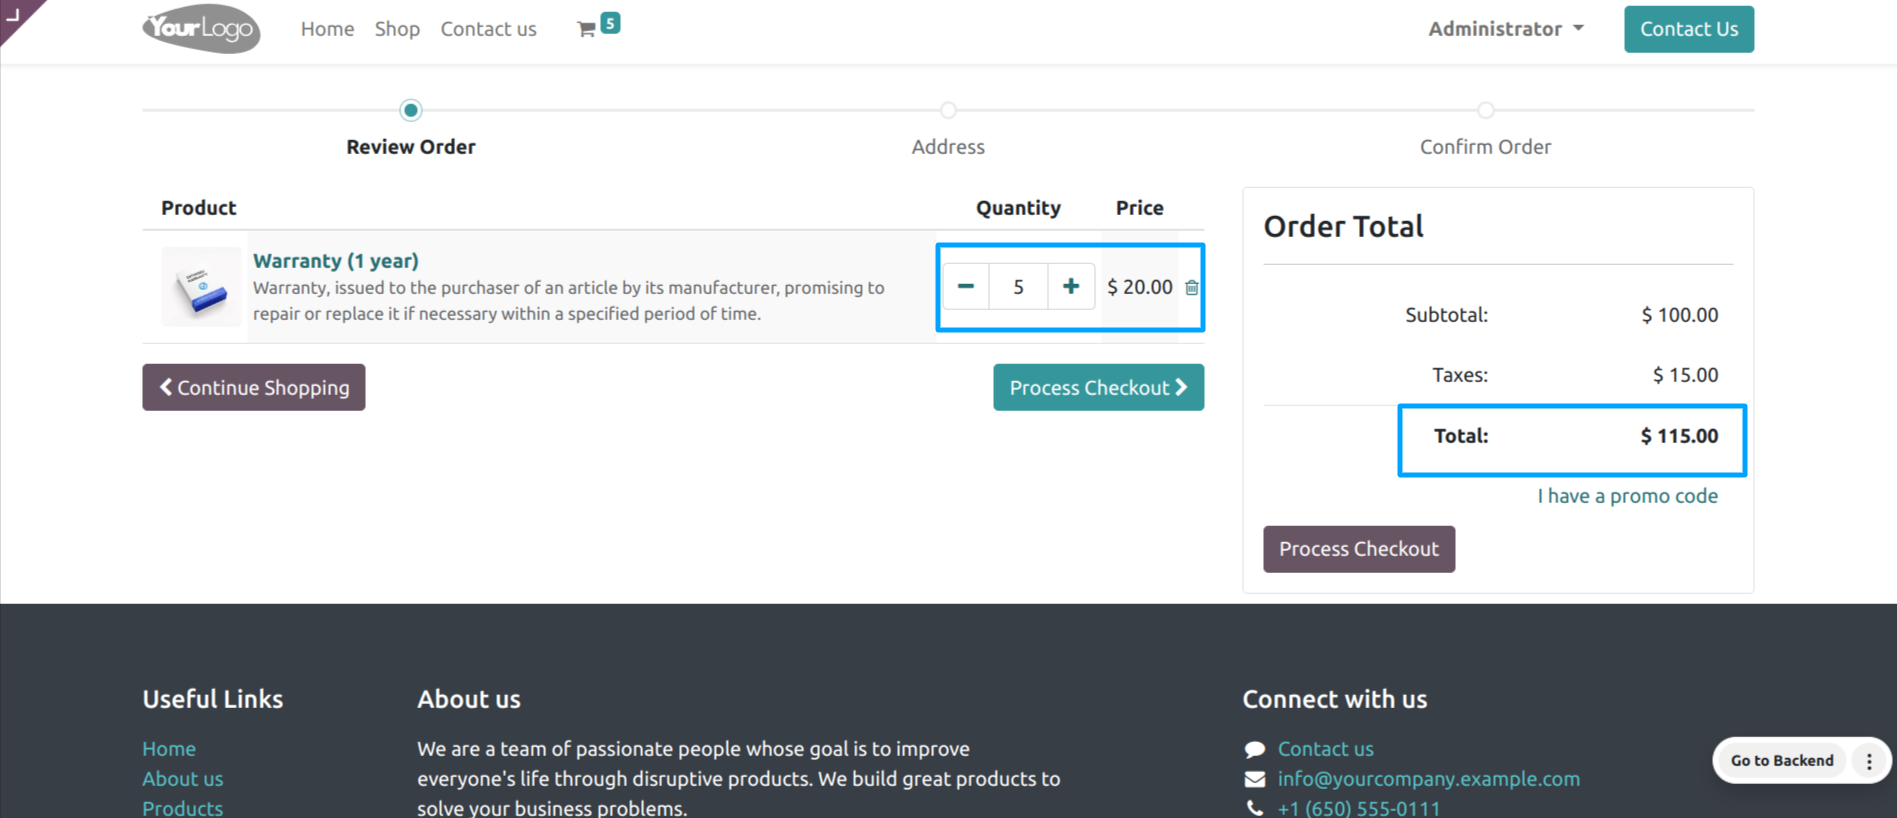 YourLogo Home Shop Contact us 5 Administrator Contact Us
Review Order Address Confirm Order
Product Quantity Price
Warranty (1 year)
Warranty, issued to the purchaser of an article by its manufacturer, promising to
repair or replace it if necessary within a specified period of time.
5 $ 20.00
Continue Shopping Process Checkout
Order Total
Subtotal: $ 100.00
Taxes: $ 15.00
Total: $ 115.00
I have a promo code
Process Checkout
Useful Links
Home
About us
Products
About us
We are a team of passionate people whose goal is to improve
everyone's life through disruptive products. We build great products to
solve your business problems.
Connect with us
Contact us
info@yourcompany.example.com
+1 (650) 555-0111
Go to Backend